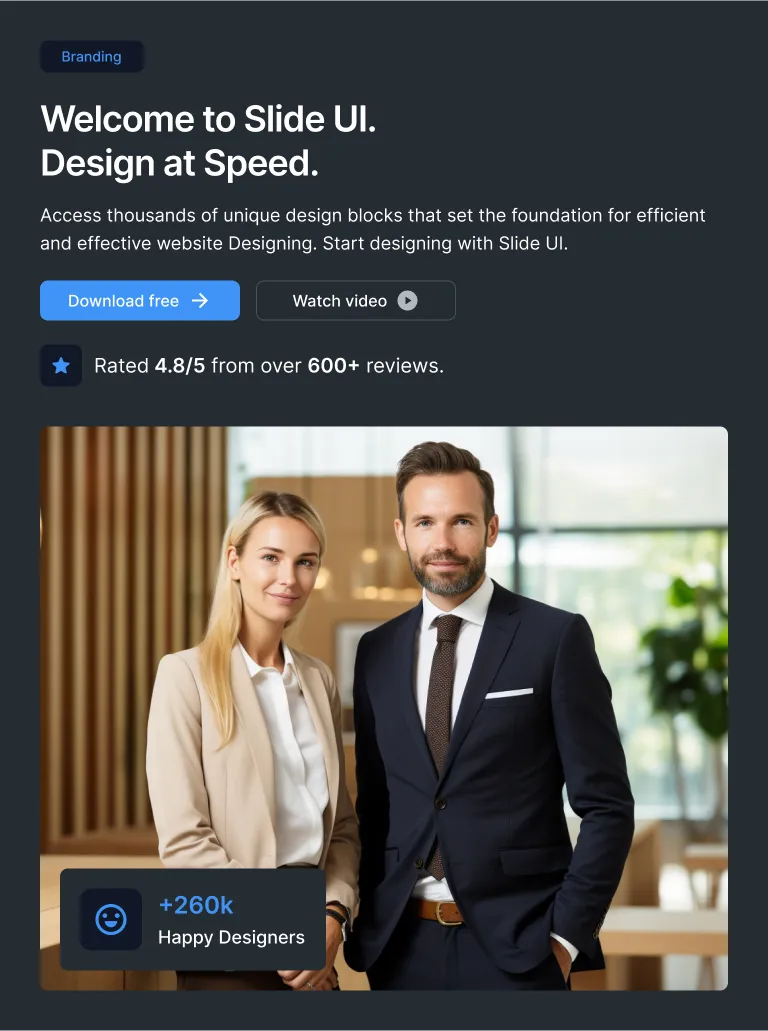 Branding
Welcome to Slide UI.
Design at Speed.
Access thousands of unique design blocks that set the foundation for efficient
and effective website Designing. Start designing with Slide UI.
Download free
Watch video
Rated 4.8/5 from over 600+ reviews.
+260k
Happy Designers